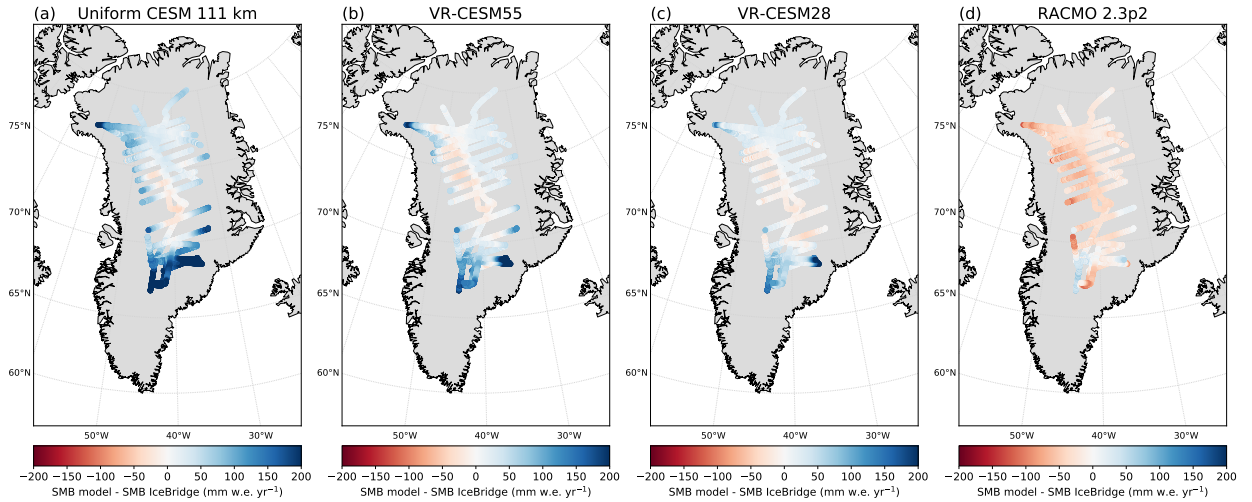 (a) Uniform CESM 111 km
(b) VR-CESM55
(c) VR-CESM28
(d) RACMO 2.3p2
75°N
75°N
75°N
75°N
70°N
70°N
70°N
70°N
65°N
65°N
65°N
65°N
60°N
60°N
60°N
60°N
50°W 40°W 30°W
50°W 40°W 30°W
50°W 40°W 30°W
50°W 40°W 30°W
−200 −150 −100 −50 0 50 100 150 200
−200 −150 −100 −50 0 50 100 150 200
−200 −150 −100 −50 0 50 100 150 200
−200 −150 −100 −50 0 50 100 150 200
SMB model - SMB IceBridge (mm w.e. yr⁻¹)
SMB model - SMB IceBridge (mm w.e. yr⁻¹)
SMB model - SMB IceBridge (mm w.e. yr⁻¹)
SMB model - SMB IceBridge (mm w.e. yr⁻¹)